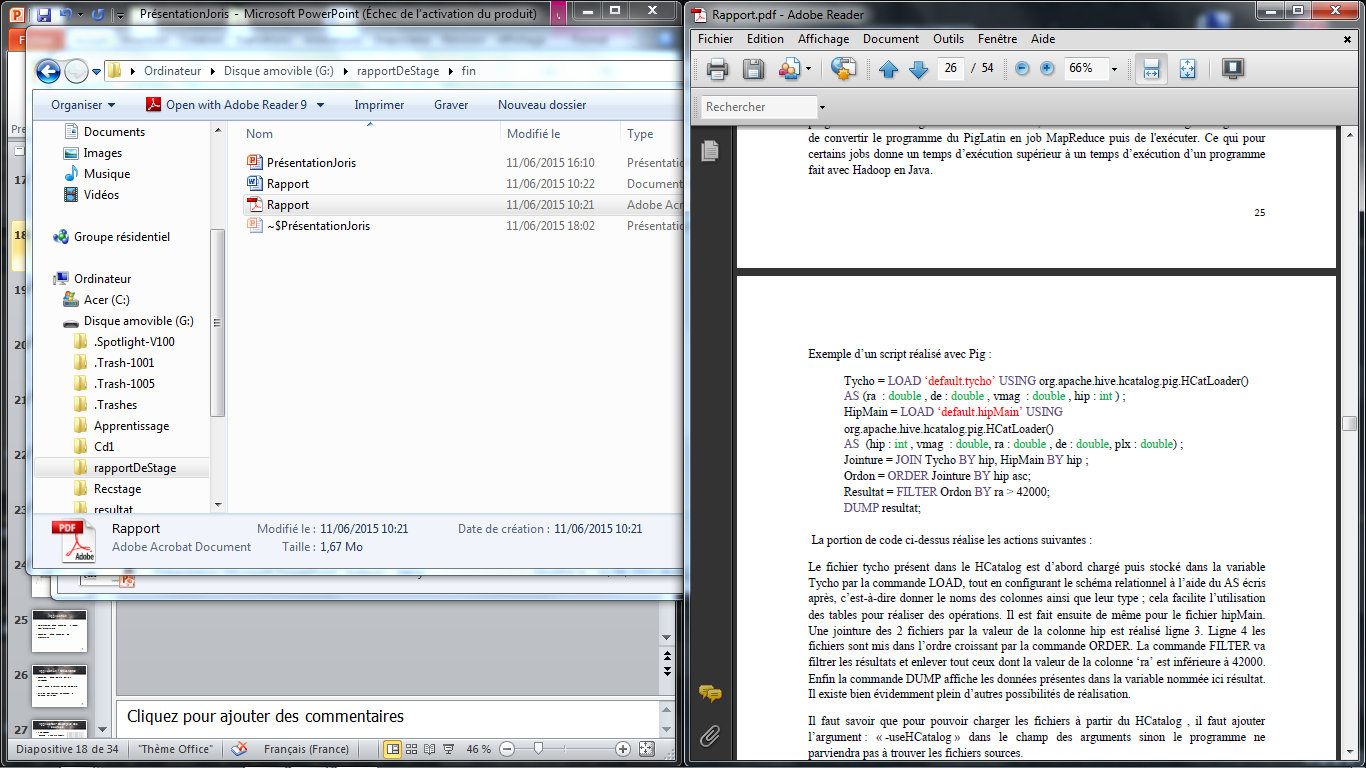 PrésentationJoris - Microsoft PowerPoint (Échec de l'activation du produit)
Ordinateur
Disque amovible (G:)
rapportDeStage
fin
Organiser
Open with Adobe Reader 9
Imprimer
Graver
Nouveau dossier
Documents
Images
Musique
Vidéos
Groupe résidentiel
Ordinateur
Acer (C:)
Disque amovible (G:)
.Spotlight-V100
.Trash-1001
.Trash-1005
.Trashes
Apprentissage
Cd1
rapportDeStage
Recstage
resultat
Nom
Modifié le
Type
PrésentationJoris 11/06/2015 16:10 Présentatio
Rapport 11/06/2015 10:22 Document
Rapport 11/06/2015 10:21 Adobe Acr
~$PrésentationJoris 11/06/2015 18:02 Présentatio
Rapport
Modifié le : 11/06/2015 10:21
Date de création : 11/06/2015 10:21
Adobe Acrobat Document
Taille : 1,67 Mo
Pré
17
18
19
20
21
22
23
24
25
26
27
Cliquez pour ajouter des commentaires
Diapositive 18 de 34
"Thème Office"
Français (France)
46 %
Rapport.pdf - Adobe Reader
Fichier Edition Affichage Document Outils Fenêtre Aide
26 / 54
66%
Rechercher
de convertir le programme du PigLatin en job MapReduce puis de l'exécuter. Ce qui pour
certains jobs donne un temps d’exécution supérieur à un temps d’exécution d’un programme
fait avec Hadoop en Java.
25
Exemple d’un script réalisé avec Pig :
Tycho = LOAD ‘default.tycho’ USING org.apache.hive.hcatalog.pig.HCatLoader()
AS (ra : double , de : double , vmag : double , hip : int ) ;
HipMain = LOAD ‘default.hipMain’ USING
org.apache.hive.hcatalog.pig.HCatLoader()
AS (hip : int , vmag : double, ra : double , de : double, plx : double) ;
Jointure = JOIN Tycho BY hip, HipMain BY hip ;
Ordon = ORDER Jointure BY hip asc;
Resultat = FILTER Ordon BY ra > 42000;
DUMP resultat;
La portion de code ci-dessus réalise les actions suivantes :
Le fichier tycho présent dans le HCatalog est d’abord chargé puis stocké dans la variable
Tycho par la commande LOAD, tout en configurant le schéma relationnel à l’aide du AS écris
après, c’est-à-dire donner le noms des colonnes ainsi que leur type ; cela facilite l’utilisation
des tables pour réaliser des opérations. Il est fait ensuite de même pour le fichier hipMain.
Une jointure des 2 fichiers par la valeur de la colonne hip est réalisé ligne 3. Ligne 4 les
fichiers sont mis dans l’ordre croissant par la commande ORDER. La commande FILTER va
filtrer les résultats et enlever tout ceux dont la valeur de la colonne ‘ra’ est inférieure à 42000.
Enfin la commande DUMP affiche les données présentes dans la variable nommée ici résultat.
Il existe bien évidemment plein d’autres possibilités de réalisation.
Il faut savoir que pour pouvoir charger les fichiers à partir du HCatalog , il faut ajouter
l’argument : « -useHCatalog » dans le champ des arguments sinon le programme ne
parviendra pas à trouver les fichiers sources.